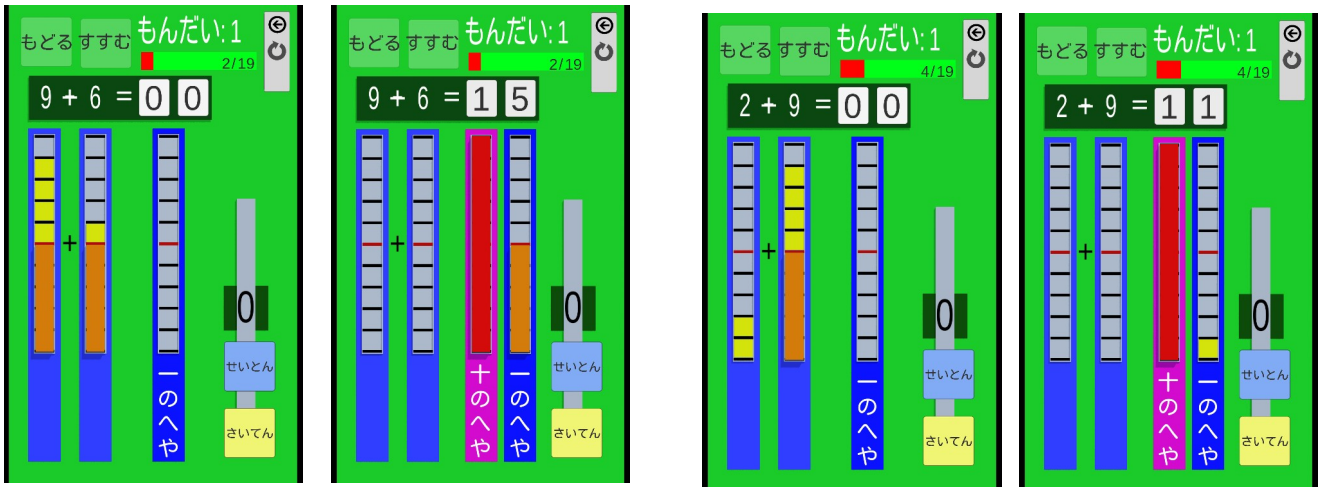 もどる すすむ もんだい:1
2/19
9 + 6 = 0 0
+
0
せいとん
一のへや
さいてん
もどる すすむ もんだい:1
2/19
9 + 6 = 1 5
+
0
せいとん
十のへや
一のへや
さいてん
もどる すすむ もんだい:1
4/19
2 + 9 = 0 0
+
0
せいとん
一のへや
さいてん
もどる すすむ もんだい:1
4/19
2 + 9 = 1 1
+
0
せいとん
十のへや
一のへや
さいてん